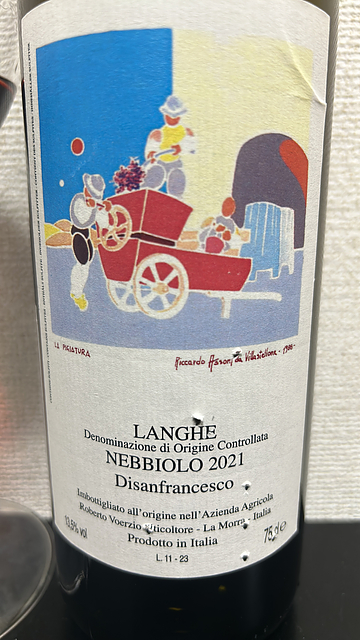 LA PIGIATURA
Riccardo Assom da Villastellone - 1986 -
LANGHE
Denominazione di Origine Controllata
NEBBIOLO 2021
Disanfrancesco
Imbottigliato all'origine nell'Azienda Agricola
Roberto Voerzio viticoltore - La Morra - Italia
13,5% vol
Prodotto in Italia
75 cl e
L. 11 - 23